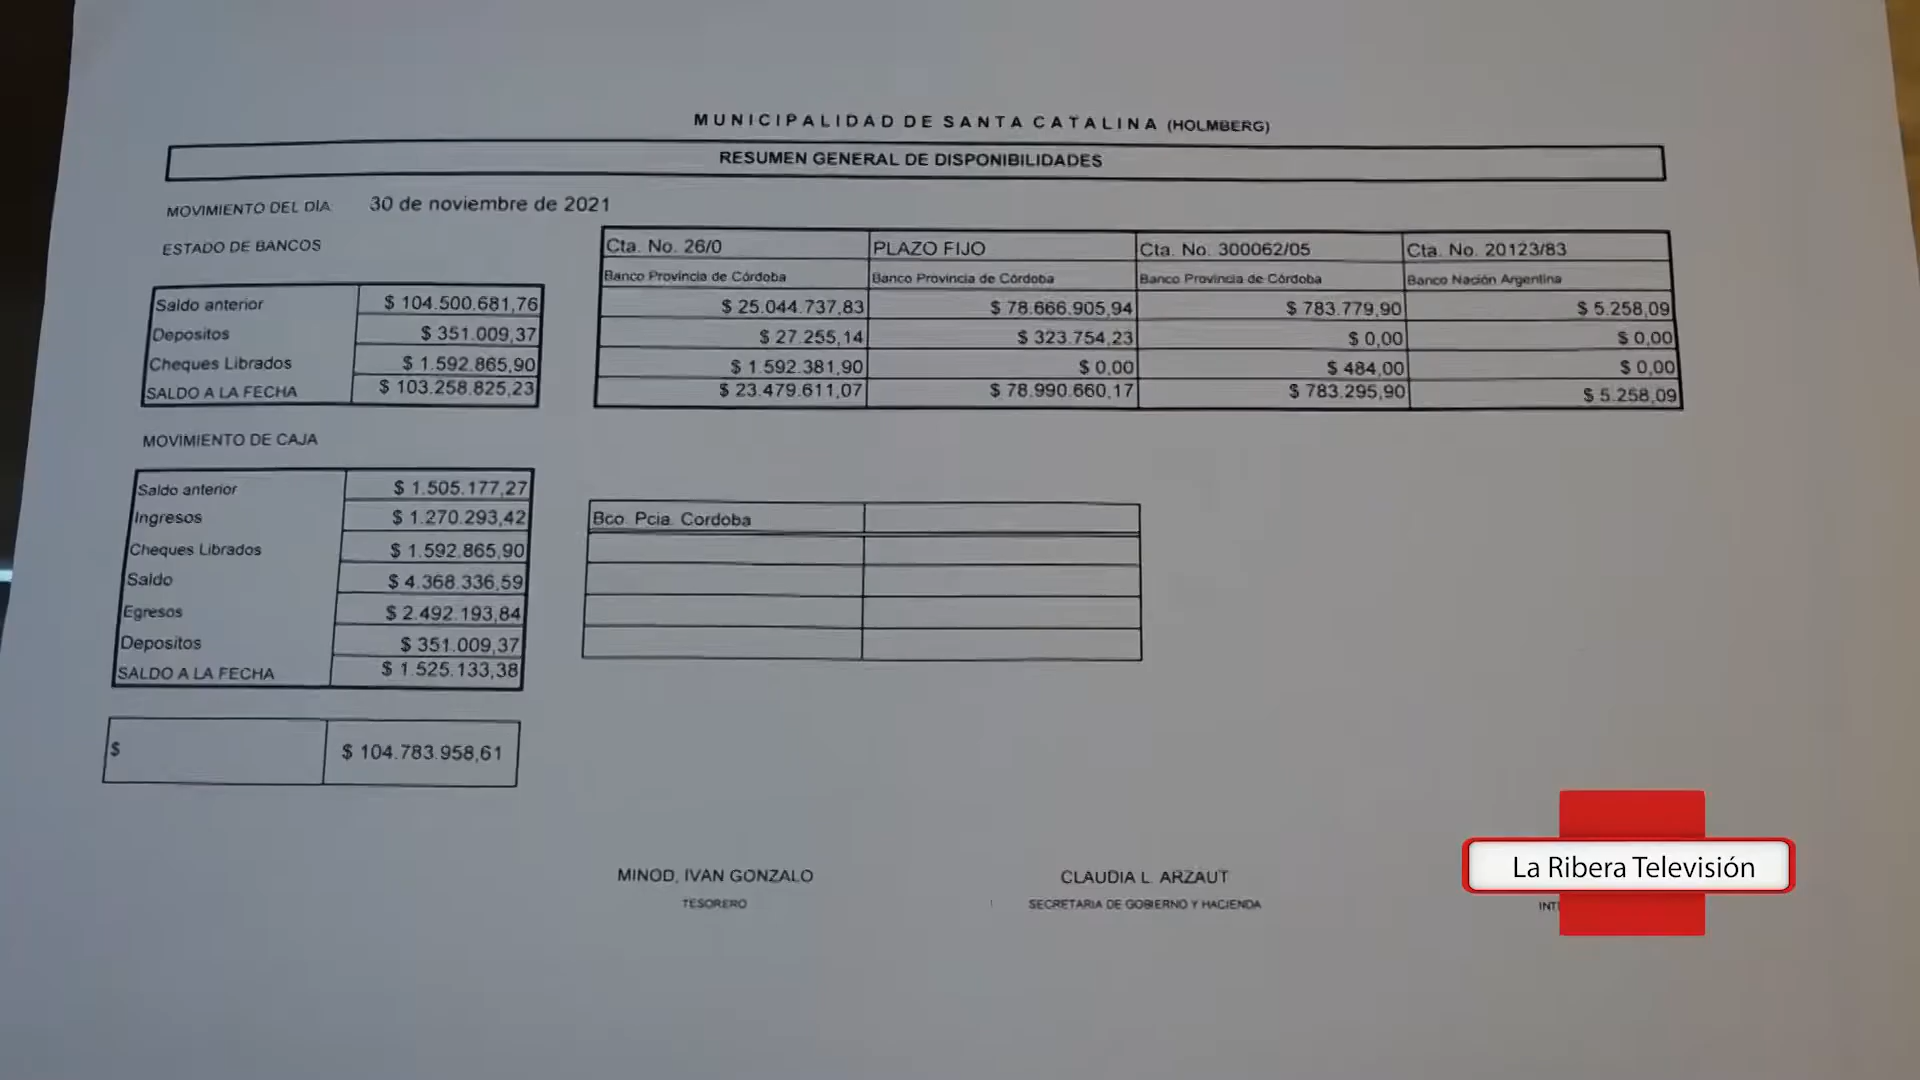 MUNICIPALIDAD DE SANTA CATALINA (HOLMBERG)
RESUMEN GENERAL DE DISPONIBILIDADES
MOVIMIENTO DEL DÍA 30 de noviembre de 2021
ESTADO DE BANCOS
Cta. No. 26/0 PLAZO FIJO Cta. No. 300062/05 Cta. No. 20123/83
Banco Provincia de Córdoba Banco Provincia de Córdoba Banco Provincia de Córdoba Banco Nación Argentina
Saldo anterior $ 104.500.681,76 $ 25.044.737,83 $ 78.666.905,94 $ 783.779,90 $ 5.258,09
Depositos $ 351.009,37 $ 27.255,14 $ 323.754,23 $ 0,00 $ 0,00
Cheques Librados $ 1.592.865,90 $ 1.592.381,90 $ 0,00 $ 484,00 $ 0,00
SALDO A LA FECHA $ 103.258.825,23 $ 23.479.611,07 $ 78.990.660,17 $ 783.295,90 $ 5.258,09
MOVIMIENTO DE CAJA
Saldo anterior $ 1.505.177,27
Ingresos $ 1.270.293,42
Cheques Librados $ 1.592.865,90
Saldo $ 4.368.336,59
Egresos $ 2.492.193,84
Depositos $ 351.009,37
SALDO A LA FECHA $ 1.525.133,38
Bco. Pcia. Cordoba
$ $ 104.783.958,61
MINOD, IVAN GONZALO
TESORERO
CLAUDIA L. ARZAUT
SECRETARIA DE GOBIERNO Y HACIENDA
La Ribera Televisión